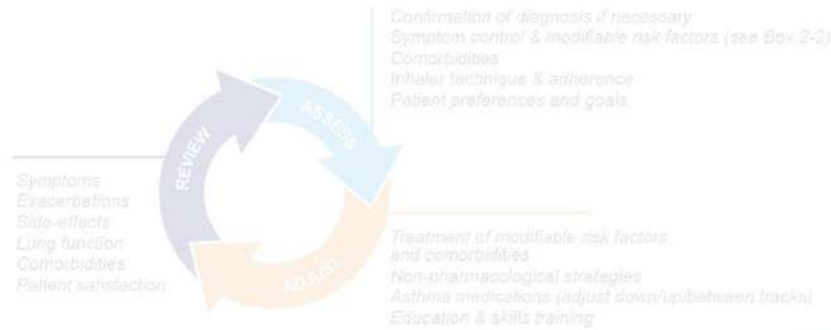 Confirmation of diagnosis if necessary
Symptom control & modifiable risk factors (see Box 2-2)
Comorbidities
Inhaler technique & adherence
Patient preferences and goals
ASSESS
REVIEW
Symptoms
Exacerbations
Side-effects
Lung function
Comorbidities
Patient satisfaction
ADJUST
Treatment of modifiable risk factors
and comorbidities
Non-pharmacological strategies
Asthma medications (adjust down/up/between tracks)
Education & skills training